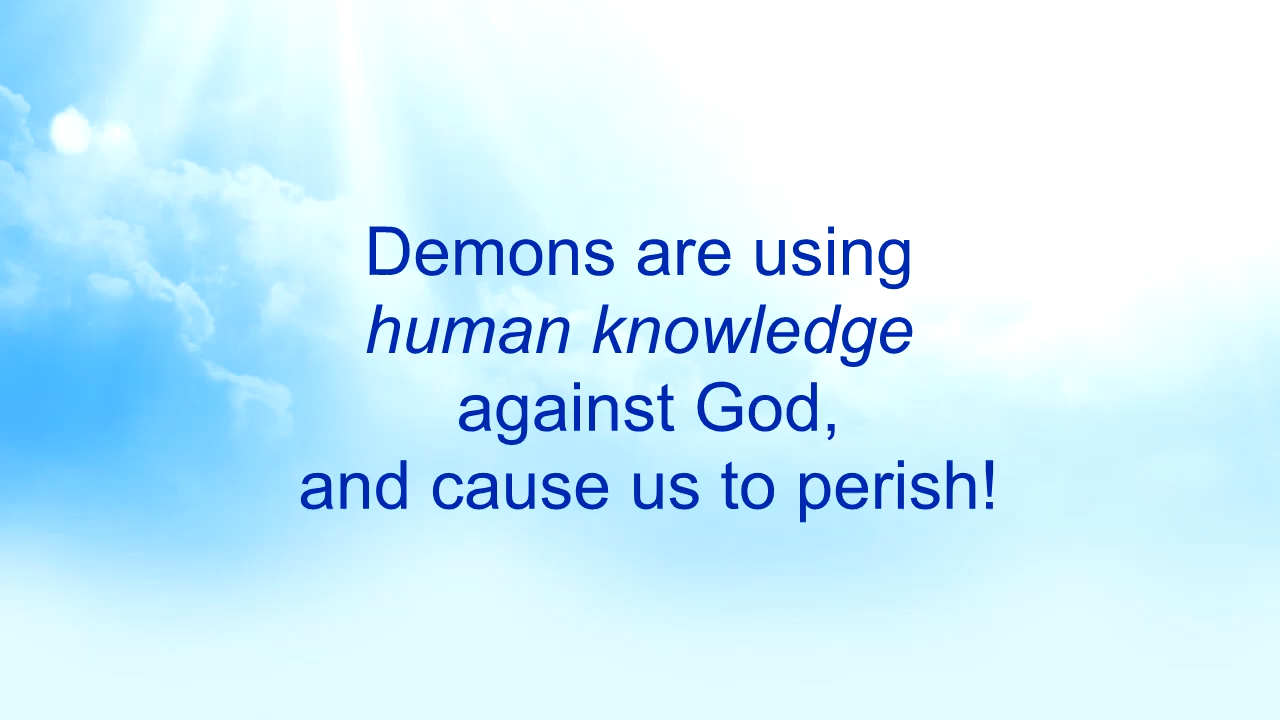 Demons are using
human knowledge
against God,
and cause us to perish!